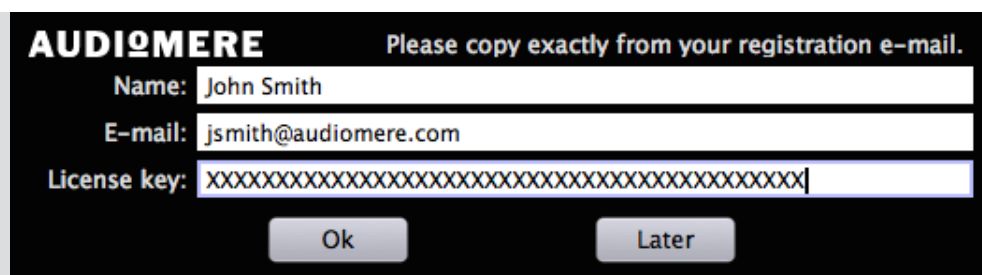 AUDIOMERE Please copy exactly from your registration e-mail.
Name: John Smith
E-mail: jsmith@audiomere.com
License key: XXXXXXXXXXXXXXXXXXXXXXXXXXXXXXXXXXXXXXXXXXX
Ok Later